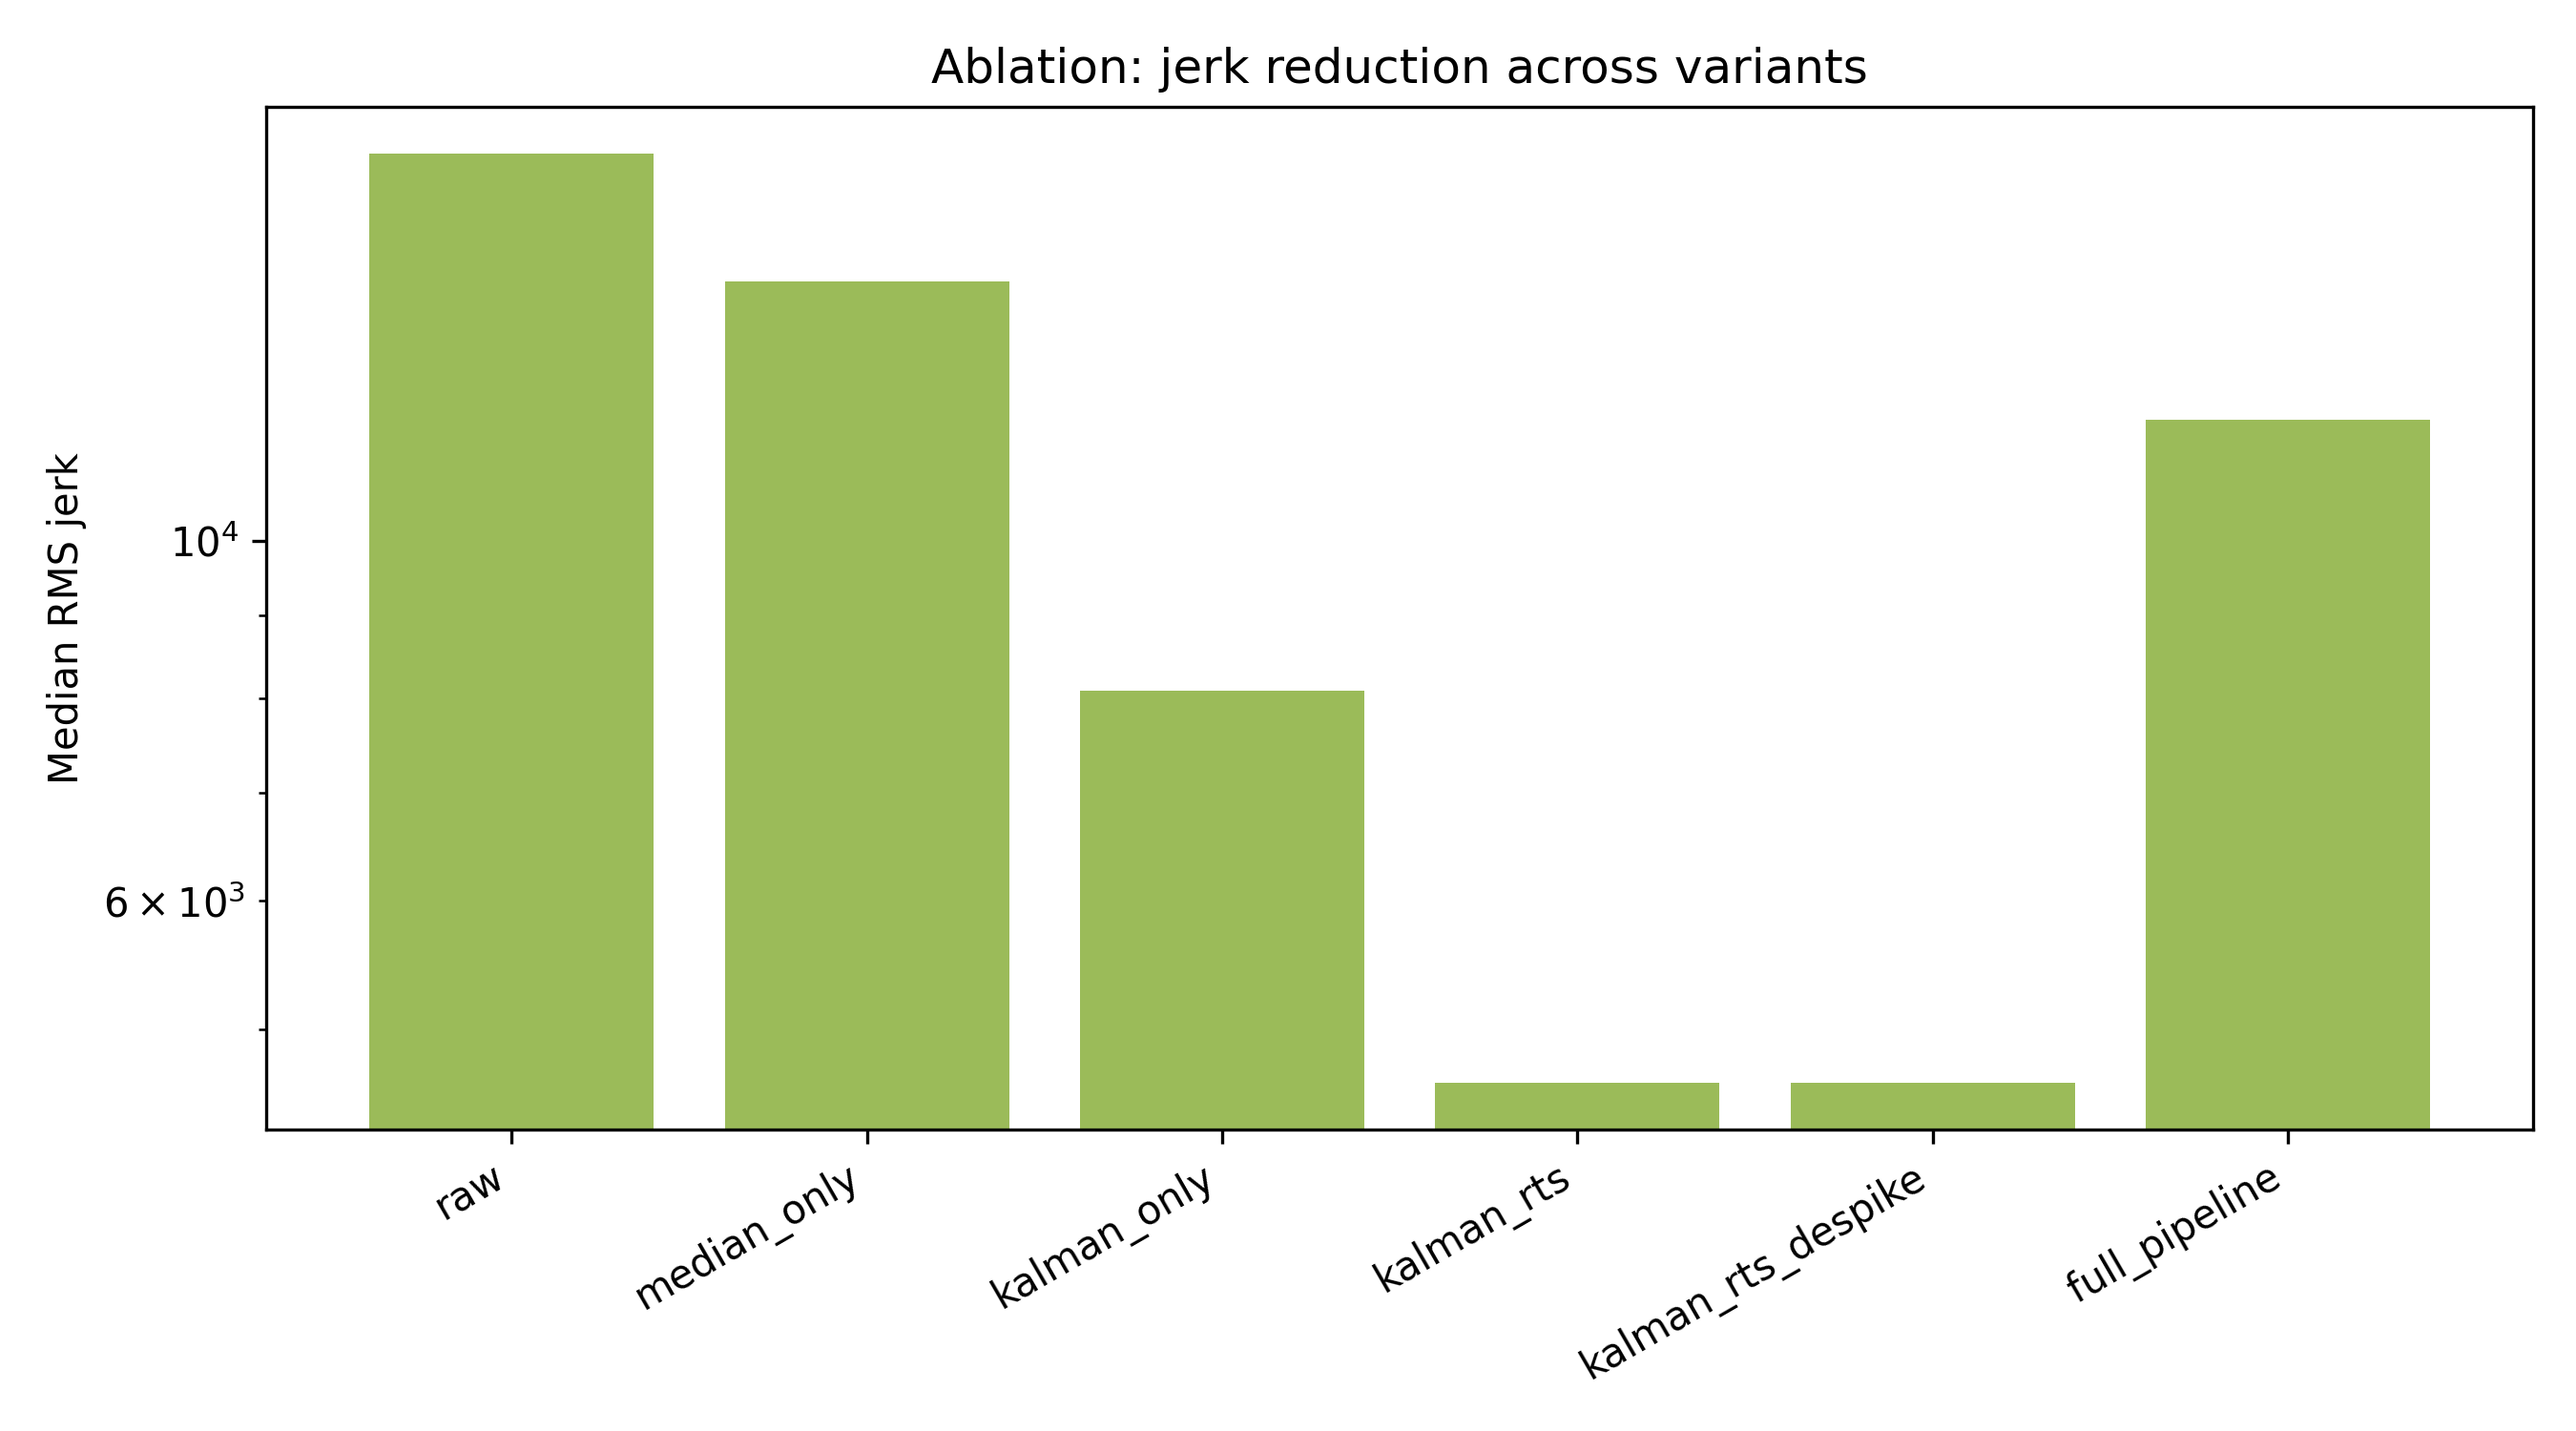 Ablation: jerk reduction across variants
Median RMS jerk
10⁴
6 × 10³
raw
median_only
kalman_only
kalman_rts
kalman_rts_despike
full_pipeline